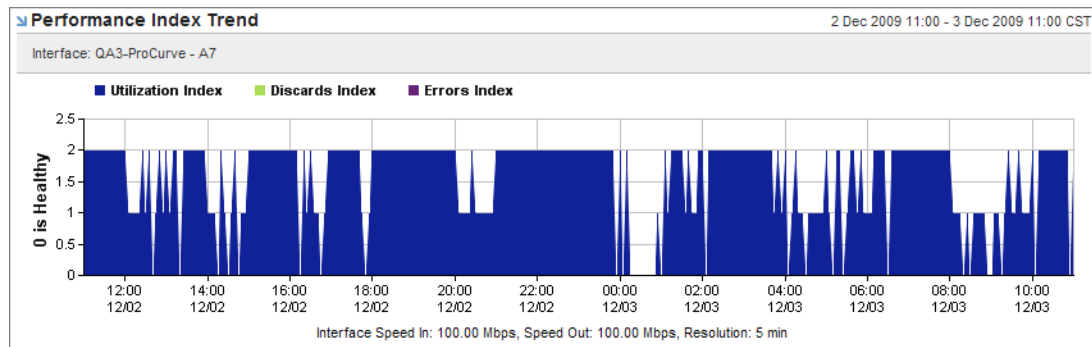 Performance Index Trend 2 Dec 2009 11:00 - 3 Dec 2009 11:00 CST
Interface: QA3-ProCurve - A7
Utilization Index Discards Index Errors Index
2.5
2
1.5
1
0.5
0
0 is Healthy
12:00 14:00 16:00 18:00 20:00 22:00 00:00 02:00 04:00 06:00 08:00 10:00
12/02 12/02 12/02 12/02 12/02 12/02 12/03 12/03 12/03 12/03 12/03 12/03
Interface Speed In: 100.00 Mbps, Speed Out: 100.00 Mbps, Resolution: 5 min